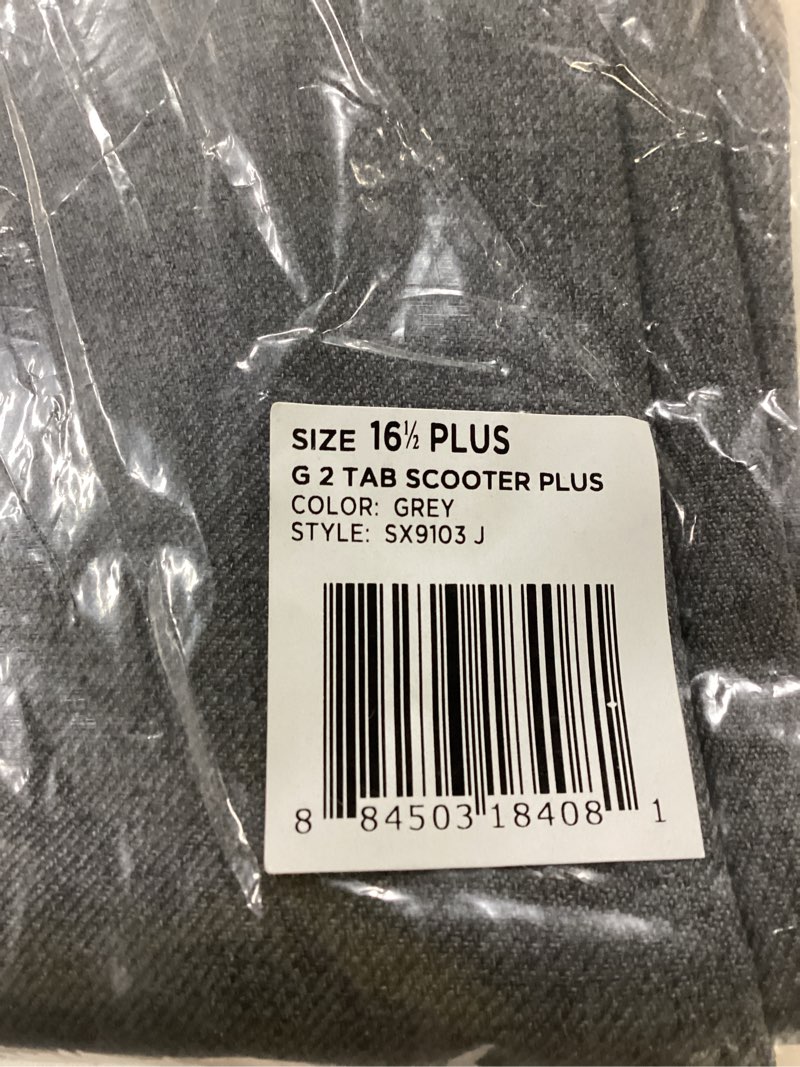 SIZE 16½ PLUS
G 2 TAB SCOOTER PLUS
COLOR: GREY
STYLE: SX9103 J
8 84503 18408 1